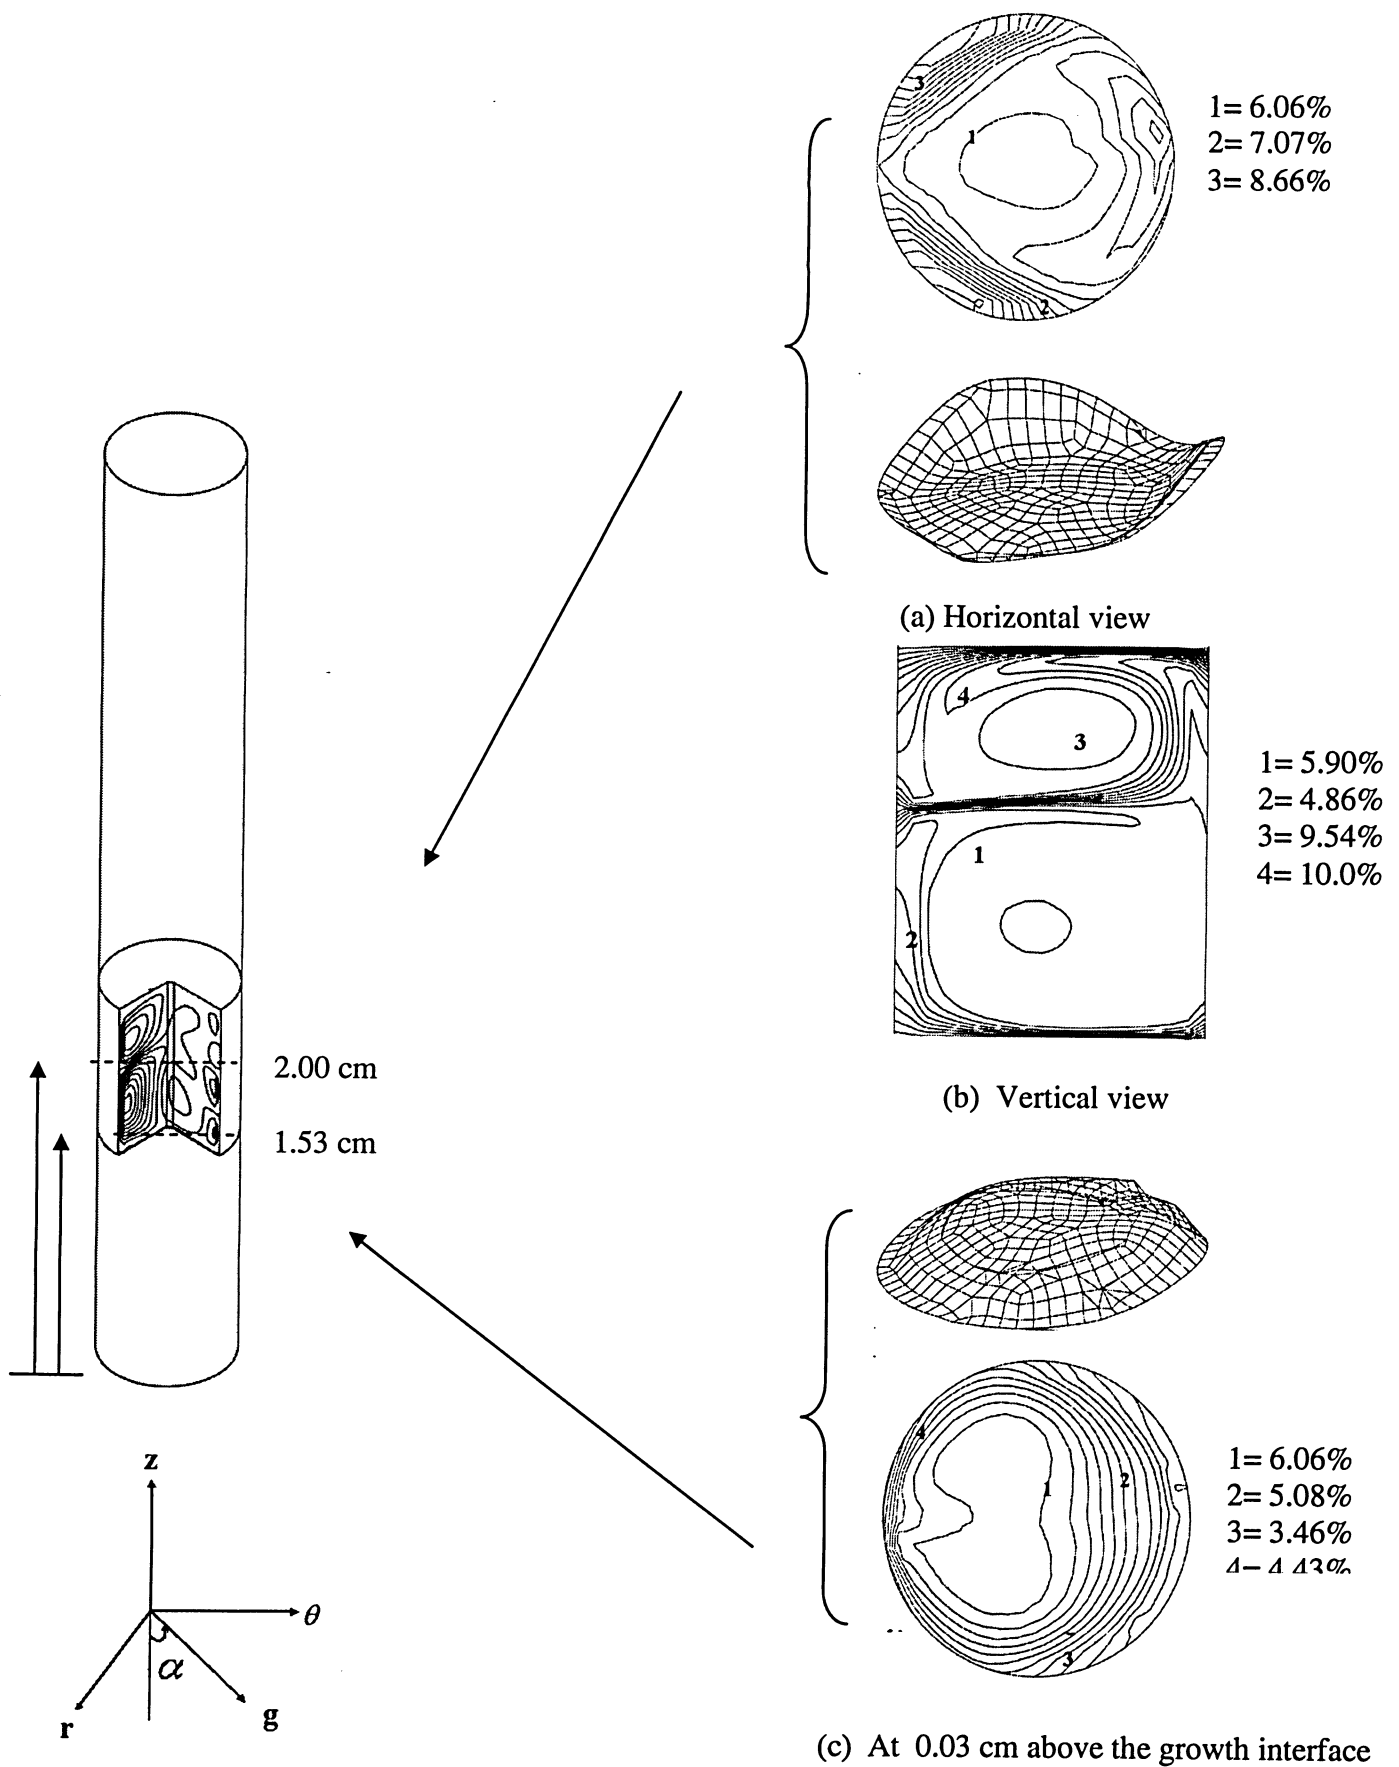 3
1
2
1= 6.06%
2= 7.07%
3= 8.66%
(a) Horizontal view
4
3
1
2
1= 5.90%
2= 4.86%
3= 9.54%
4= 10.0%
(b) Vertical view
2.00 cm
1.53 cm
4
1
2
3
1= 6.06%
2= 5.08%
3= 3.46%
4= 4.43%
z
θ
α
r
g
(c) At 0.03 cm above the growth interface